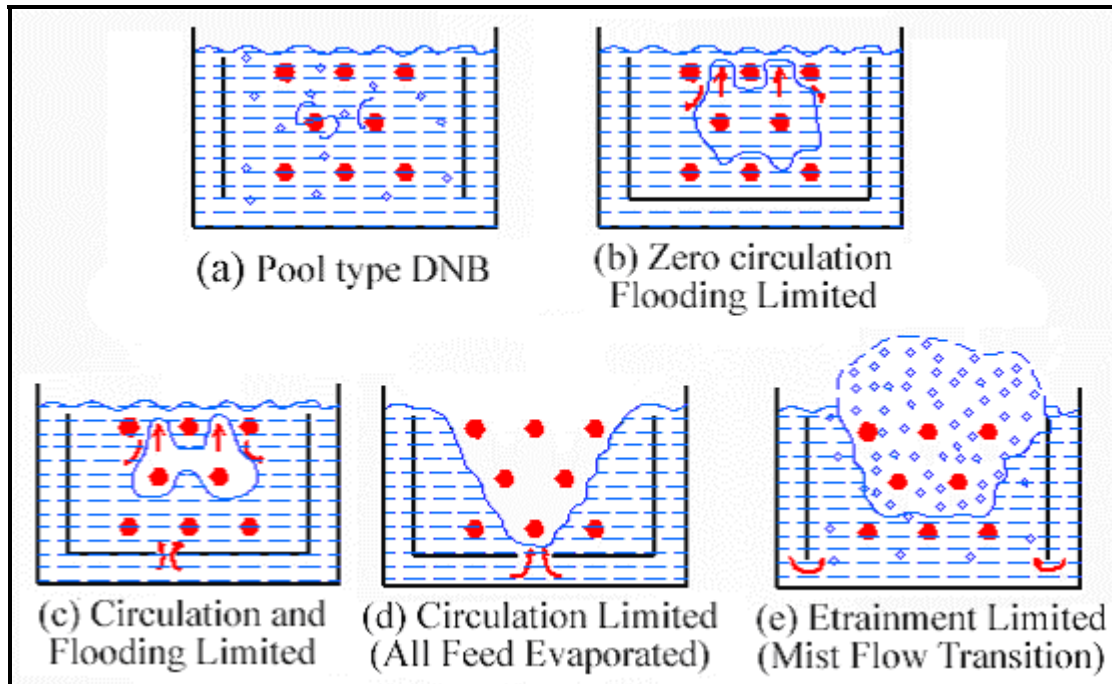 (a) Pool type DNB
(b) Zero circulation
Flooding Limited
(c) Circulation and
Flooding Limited
(d) Circulation Limited
(All Feed Evaporated)
(e) Etrainment Limited
(Mist Flow Transition)